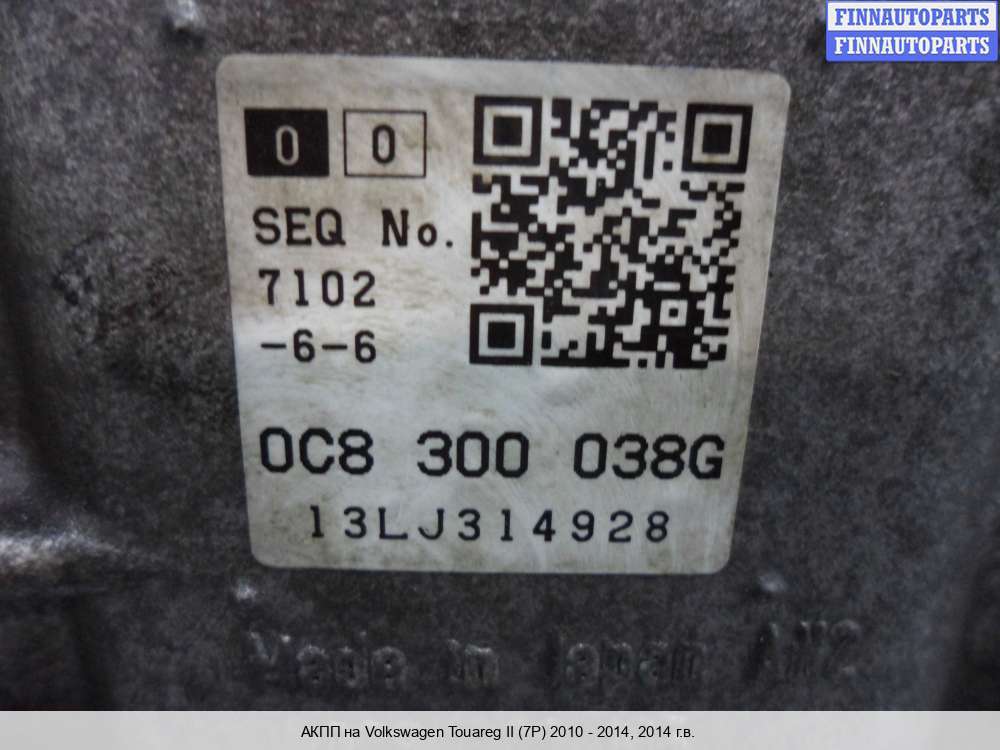 FINNAUTOPARTS
FINNAUTOPARTS
0 0
SEQ No.
7102
-6-6
0C8 300 038G
13LJ314928
Made in Japan
АКПП на Volkswagen Touareg II (7P) 2010 - 2014, 2014 г.в.